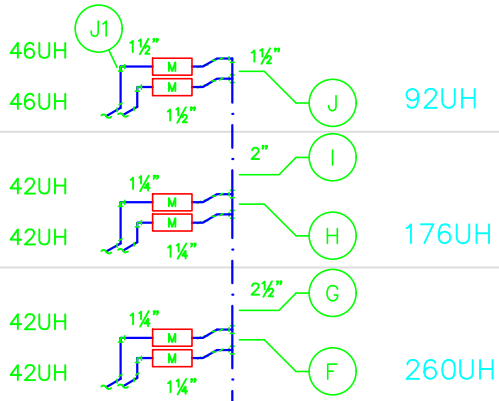 J1
46UH 1½" 1½"
M
46UH M
1½" J 92UH
2" I
42UH 1¼"
M
42UH M H 176UH
1¼"
2½" G
42UH 1¼"
M
42UH M F 260UH
1¼"